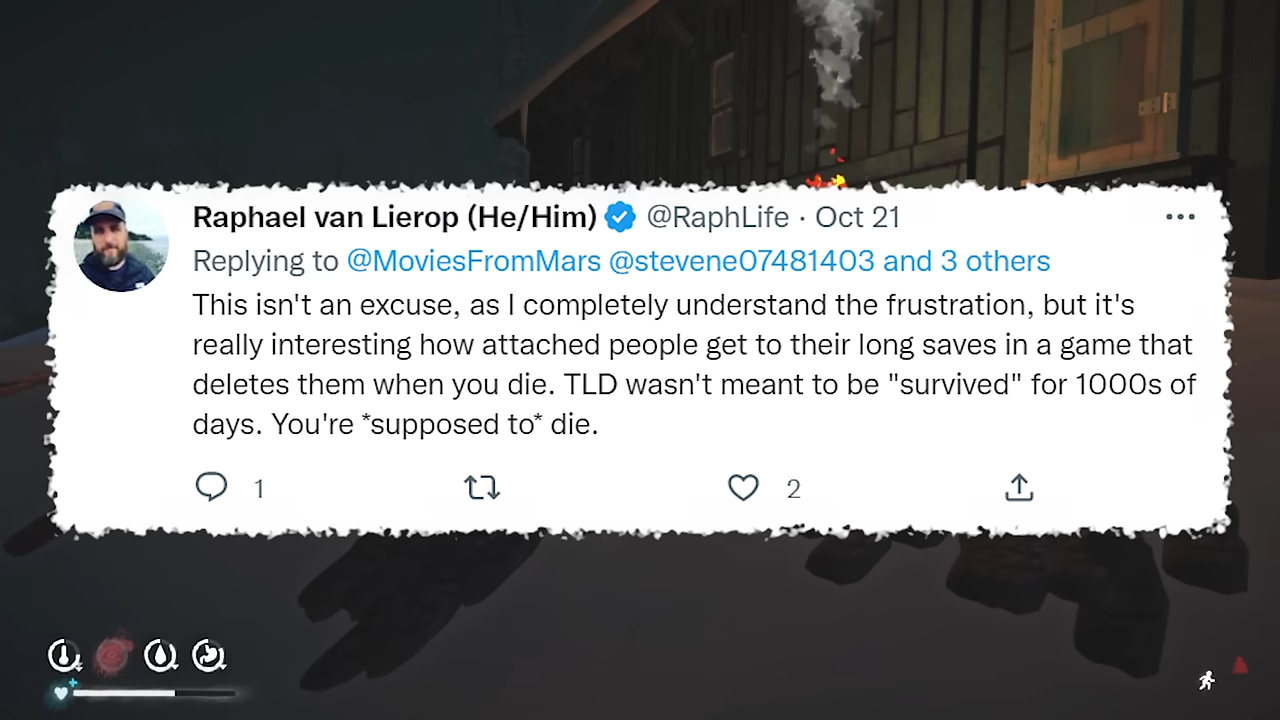 Raphael van Lierop (He/Him) @RaphLife · Oct 21
Replying to @MoviesFromMars @stevene07481403 and 3 others
This isn't an excuse, as I completely understand the frustration, but it's
really interesting how attached people get to their long saves in a game that
deletes them when you die. TLD wasn't meant to be "survived" for 1000s of
days. You're *supposed to* die.
1 2